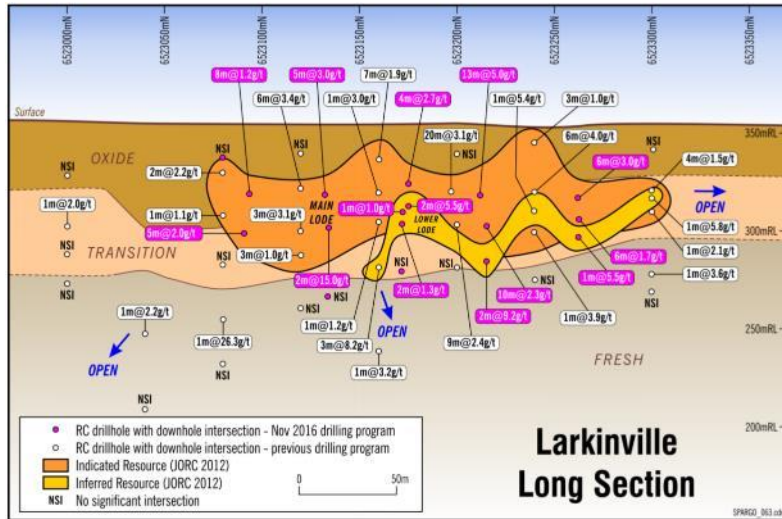 6523000mN
6523050mN
6523100mN
6523150mN
6523200mN
6523250mN
6523300mN
6523350mN
8m@1.2g/t
5m@3.0g/t
7m@1.9g/t
13m@5.0g/t
6m@3.4g/t
1m@3.0g/t
4m@2.7g/t
1m@5.4g/t
3m@1.0g/t
Surface
350mRL
20m@3.1g/t
6m@4.0g/t
NSI
NSI
NSI
NSI
OXIDE
NSI
2m@2.2g/t
6m@3.0g/t
4m@1.5g/t
1m@2.0g/t
1m@1.1g/t
3m@3.1g/t
MAIN
LODE
1m@1.0g/t
2m@5.5g/t
LOWER
LODE
OPEN
5m@2.0g/t
1m@5.8g/t
300mRL
NSI
TRANSITION
NSI
3m@1.0g/t
NSI
NSI
6m@1.7g/t
1m@2.1g/t
NSI
2m@15.0g/t
2m@1.3g/t
10m@2.3g/t
1m@5.5g/t
NSI
1m@3.6g/t
NSI
NSI
NSI
1m@2.2g/t
1m@1.2g/t
OPEN
2m@9.2g/t
1m@3.9g/t
250mRL
1m@26.3g/t
3m@8.2g/t
9m@2.4g/t
OPEN
NSI
1m@3.2g/t
FRESH
NSI
200mRL
RC drillhole with downhole intersection - Nov 2016 drilling program
RC drillhole with downhole intersection - previous drilling program
Indicated Resource (JORC 2012)
Inferred Resource (JORC 2012)
NSI No significant intersection
0 50m
Larkinville
Long Section